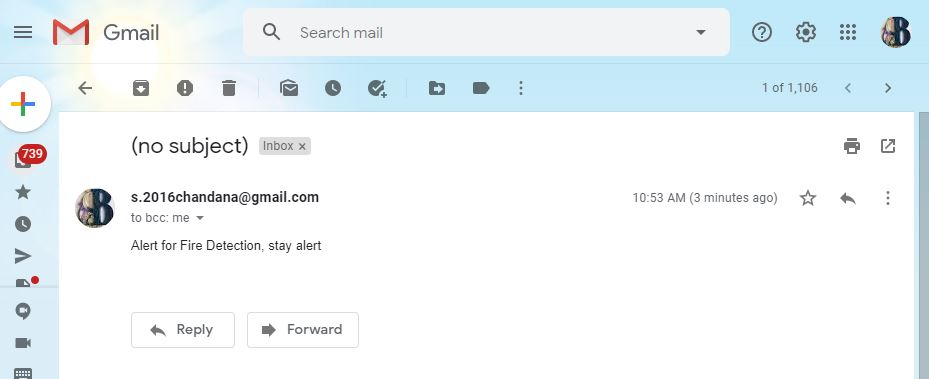 Gmail
Search mail
1 of 1,106
739
(no subject)
Inbox x
s.2016chandana@gmail.com
10:53 AM (3 minutes ago)
to bcc: me
Alert for Fire Detection, stay alert
Reply
Forward